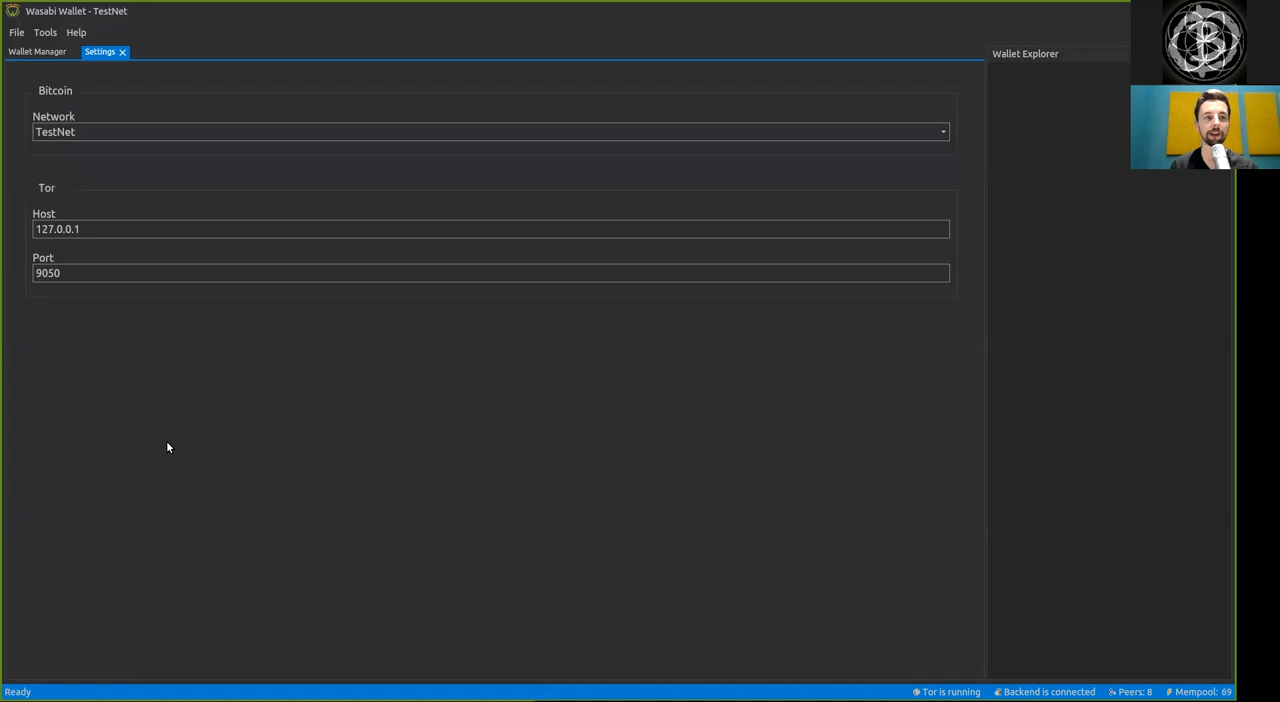 Wasabi Wallet - TestNet
File Tools Help
Wallet Manager Settings
Wallet Explorer
Bitcoin
Network
TestNet
Tor
Host
127.0.0.1
Port
9050
Ready Tor is running Backend is connected Peers: 8 Mempool: 69